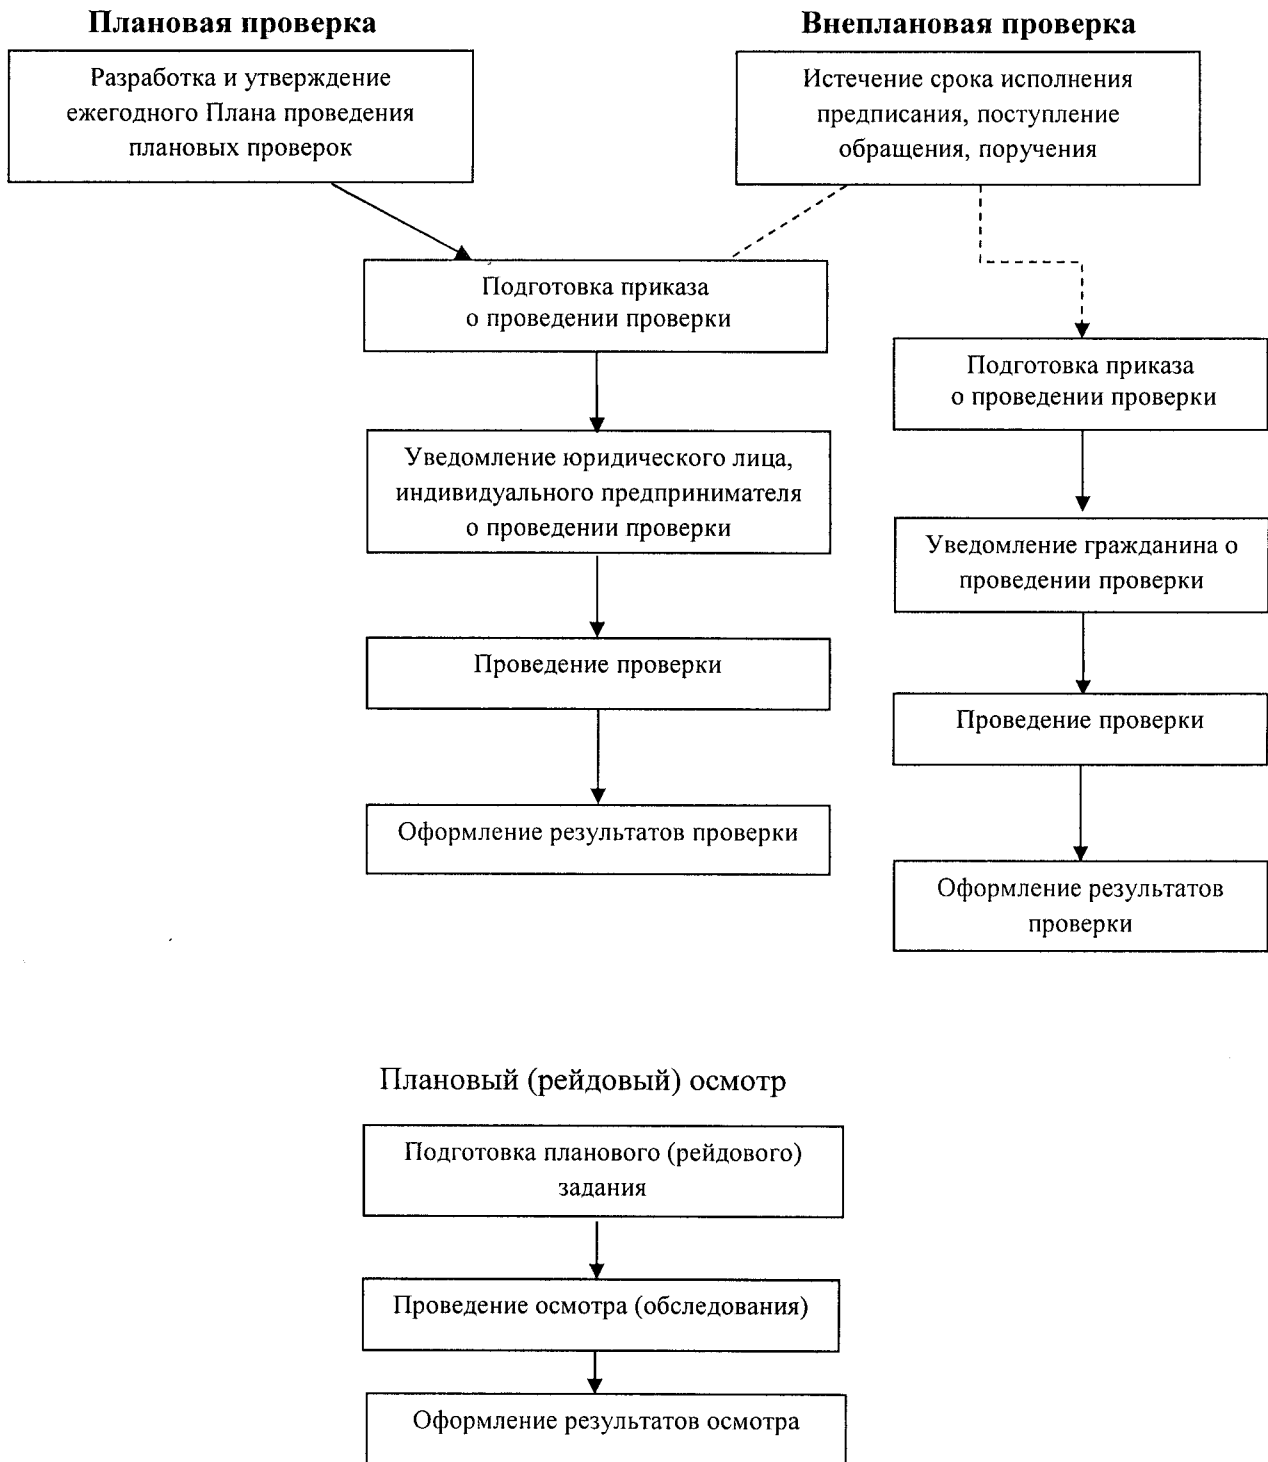 Плановая проверка
Разработка и утверждение
ежегодного Плана проведения
плановых проверок
Внеплановая проверка
Истечение срока исполнения
предписания, поступление
обращения, поручения
Подготовка приказа
о проведении проверки
Уведомление юридического лица,
индивидуального предпринимателя
о проведении проверки
Проведение проверки
Оформление результатов проверки
Подготовка приказа
о проведении проверки
Уведомление гражданина о
проведении проверки
Проведение проверки
Оформление результатов
проверки
Плановый (рейдовый) осмотр
Подготовка планового (рейдового)
задания
Проведение осмотра (обследования)
Оформление результатов осмотра